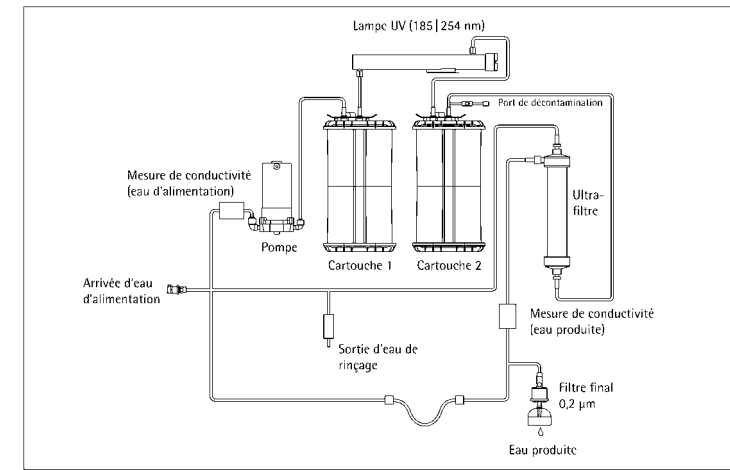 Lampe UV (185|254 nm)
Port de décontamination
Mesure de conductivité
(eau d'alimentation)
Ultra-
filtre
Pompe
Cartouche 1
Cartouche 2
Arrivée d'eau
d'alimentation
Mesure de conductivité
(eau produite)
Sortie d'eau de
rinçage
Filtre final
0,2 µm
Eau produite